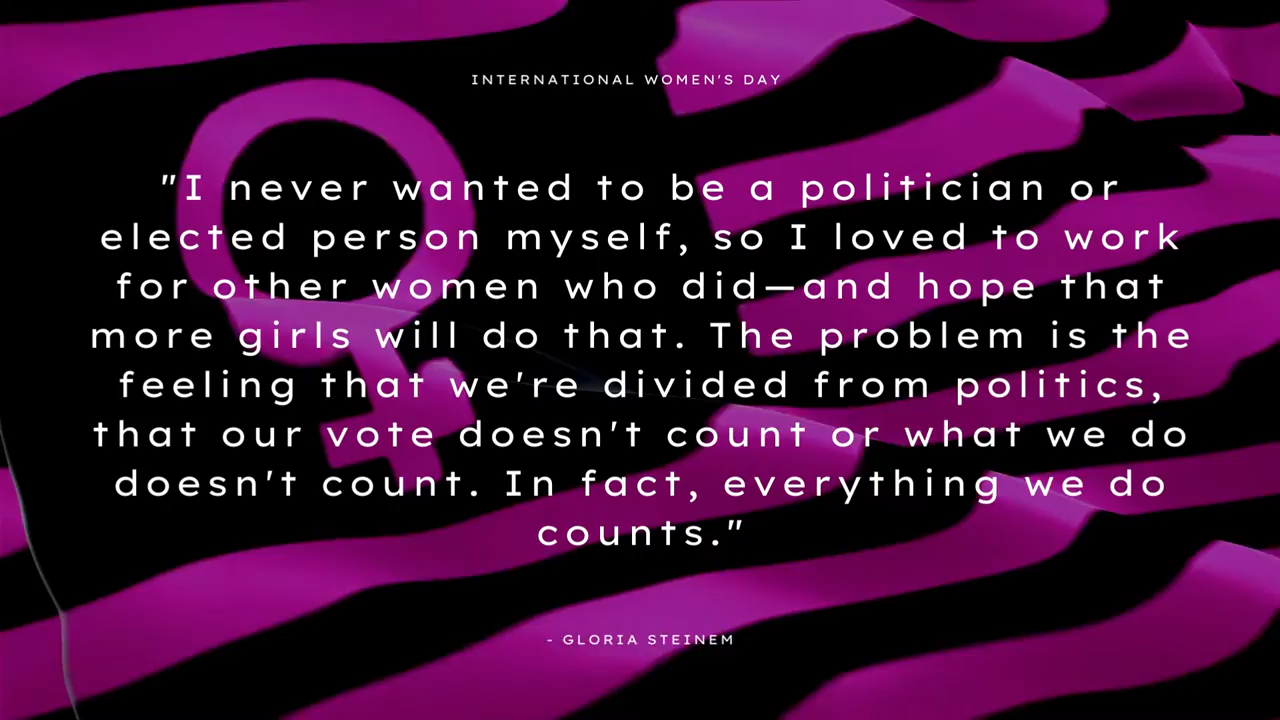 INTERNATIONAL WOMEN'S DAY
"I never wanted to be a politician or
elected person myself, so I loved to work
for other women who did—and hope that
more girls will do that. The problem is the
feeling that we're divided from politics,
that our vote doesn't count or what we do
doesn't count. In fact, everything we do
counts."
- GLORIA STEINEM